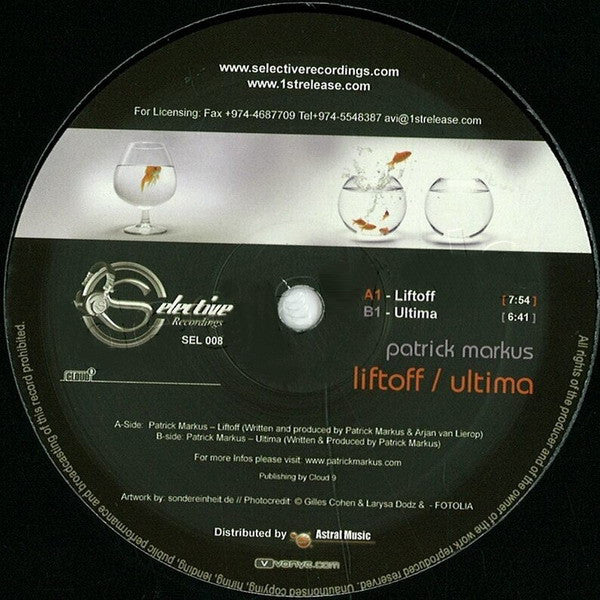 www.selectiverecordings.com
www.1strelease.com
For Licensing: Fax +974-4687709 Tel+974-5548387 avi@1strelease.com
Selective
Recordings
SEL 008
CLOUD 9
A1 - Liftoff [7:54]
B1 - Ultima [6:41]
patrick markus
liftoff / ultima
A-Side: Patrick Markus – Liftoff (Written and produced by Patrick Markus & Arjan van Lierop)
B-side: Patrick Markus – Ultima (Written & Produced by Patrick Markus)
For more Infos please visit: www.patrickmarkus.com
Publishing by Cloud 9
Artwork by: sondereinheit.de // Photocredit: © Gilles Cohen & Larysa Dodz & - FOTOLIA
Distributed by Astral Music
vonyc.com
All rights of the producer and of the owner of the work reproduced reserved. Unauthorised copying, hiring, lending, public performance and broadcasting of this record prohibited.